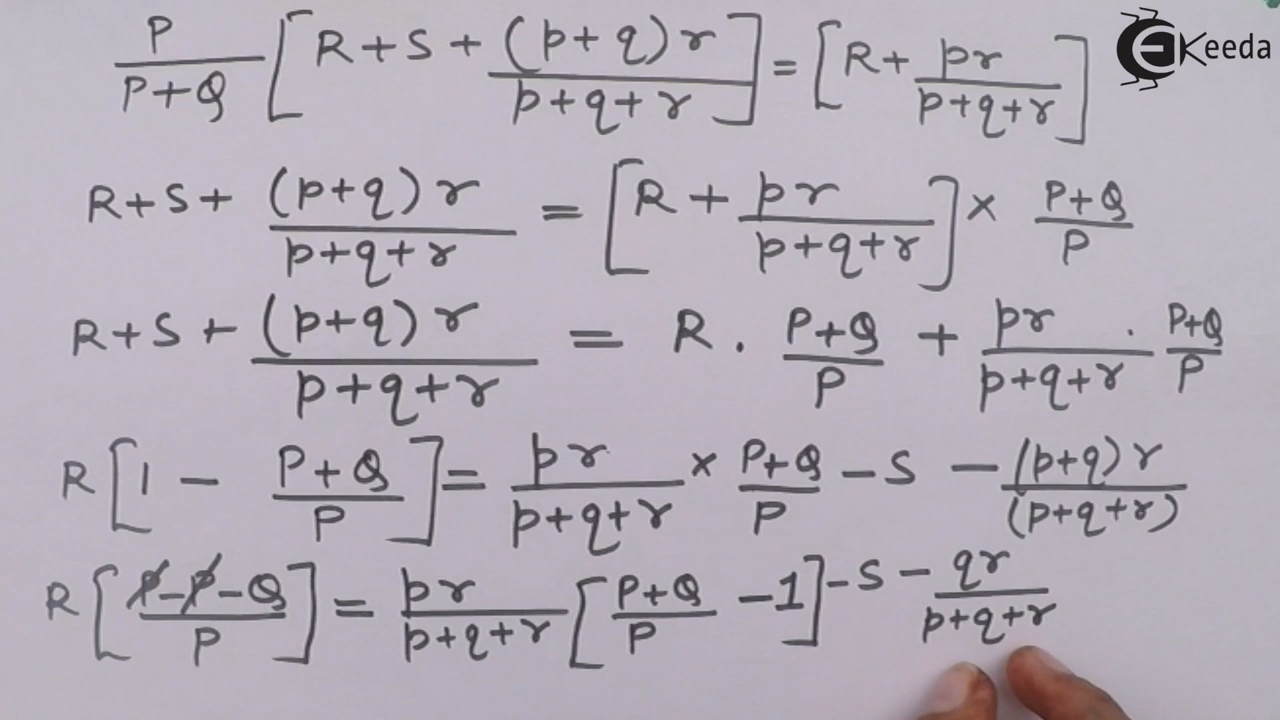 P/(P+Q) [R+S+ (p+q)r/(p+q+r)] = [R+ pr/(p+q+r)]
Keeda
R+S+ (p+q)r/(p+q+r) = [R + pr/(p+q+r)] × (P+Q)/P
R+S+ (p+q)r/(p+q+r) = R . (P+Q)/P + pr/(p+q+r) . (P+Q)/P
R[1 - (P+Q)/P] = pr/(p+q+r) × (P+Q)/P - S - (p+q)r/(p+q+r)
R[(P-P-Q)/P] = pr/(p+q+r) [(P+Q)/P - 1] - S - qr/(p+q+r)